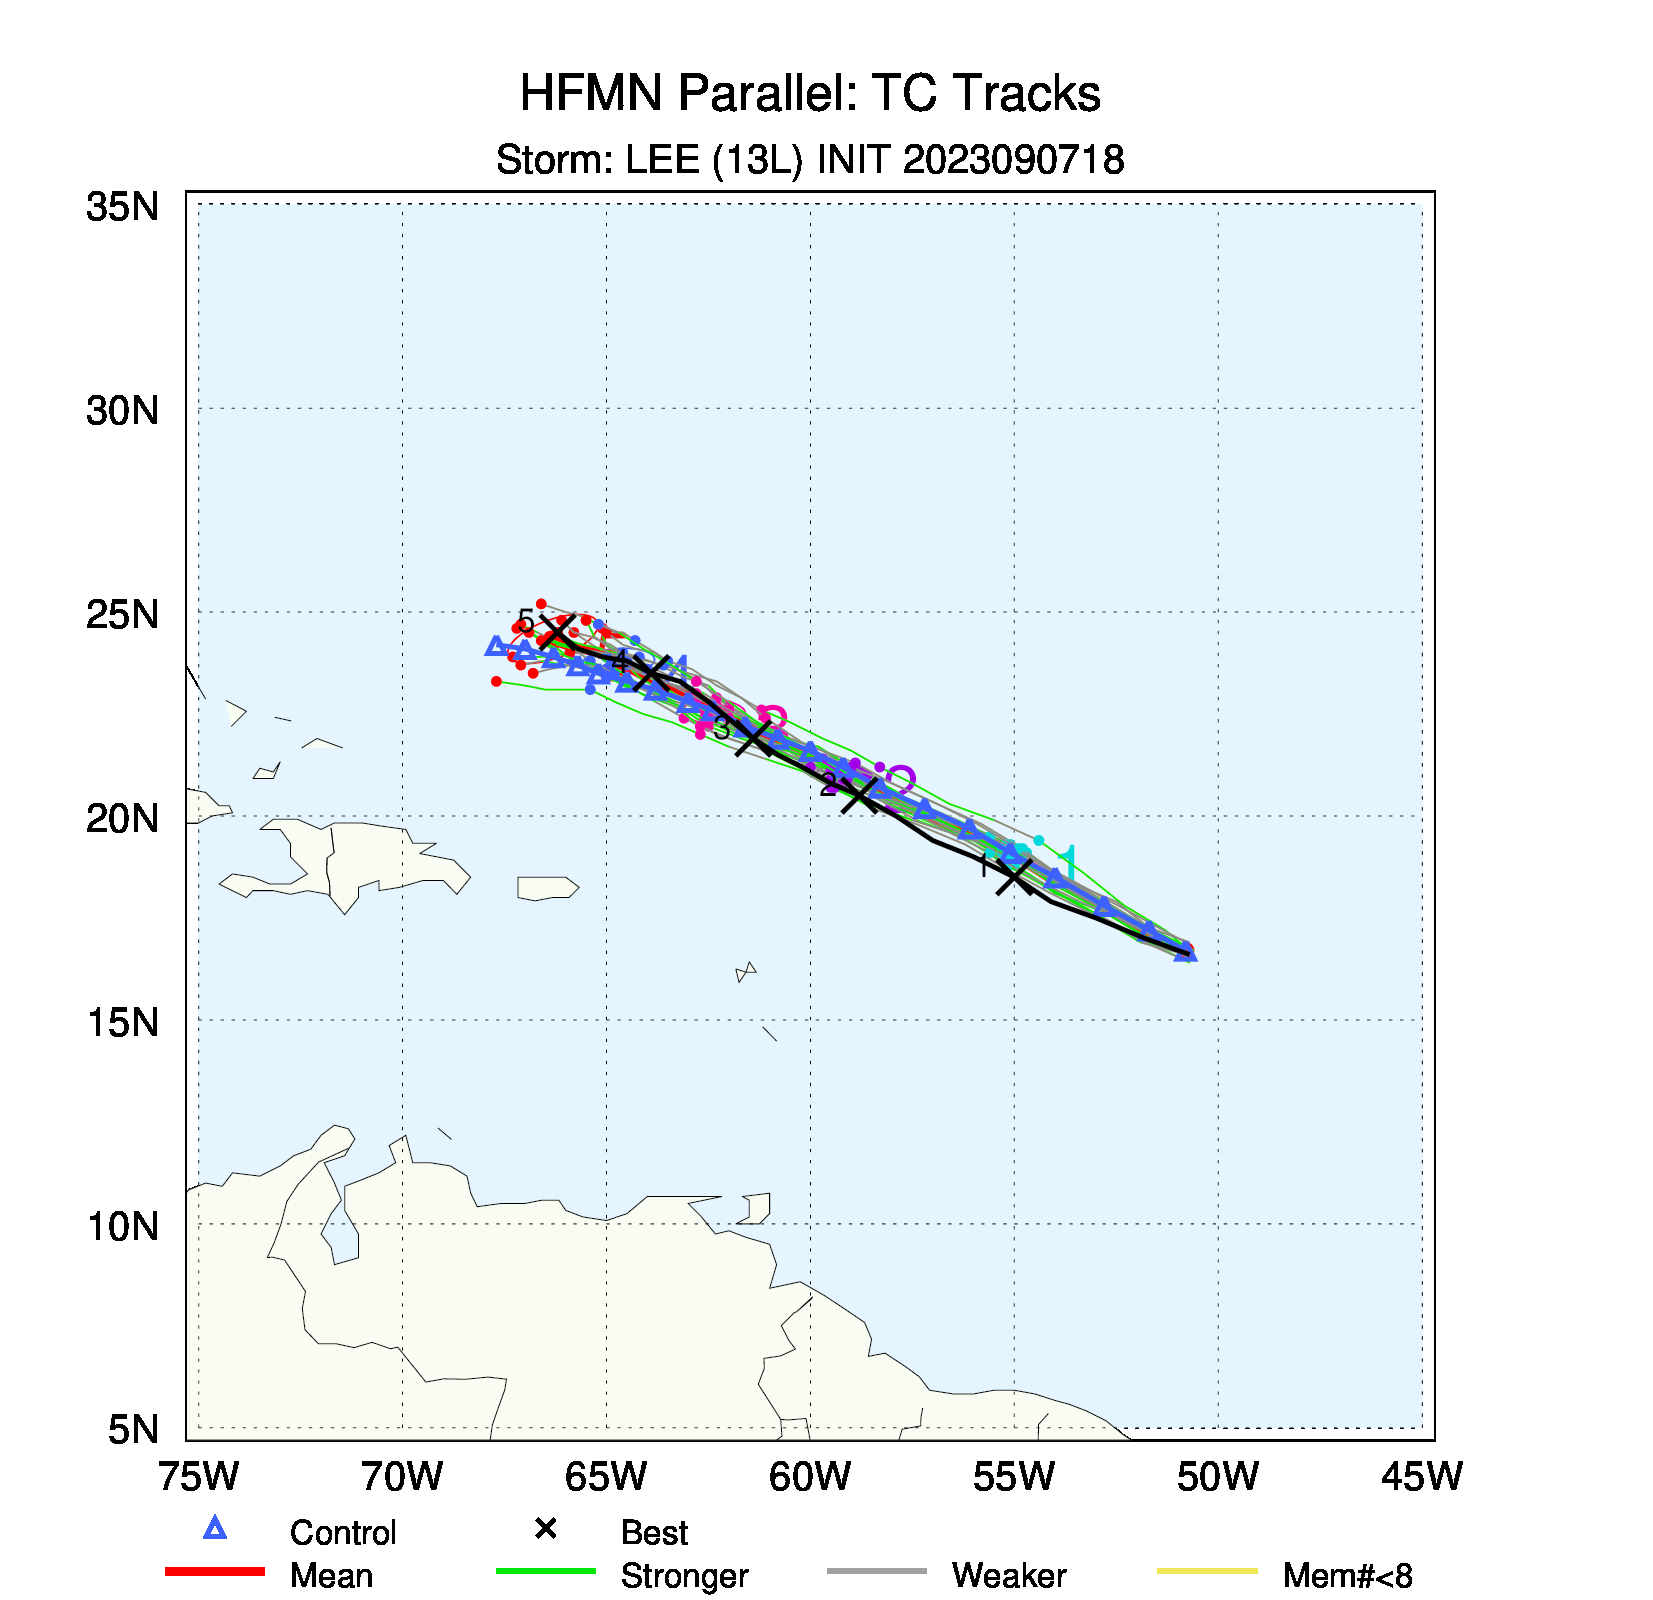 HFMN Parallel: TC Tracks
Storm: LEE (13L) INIT 2023090718
35N
30N
25N
5
4
3
2
20N
1
1
15N
10N
5N
75W 70W 65W 60W 55W 50W 45W
Control Best
Mean Stronger Weaker Mem#<8